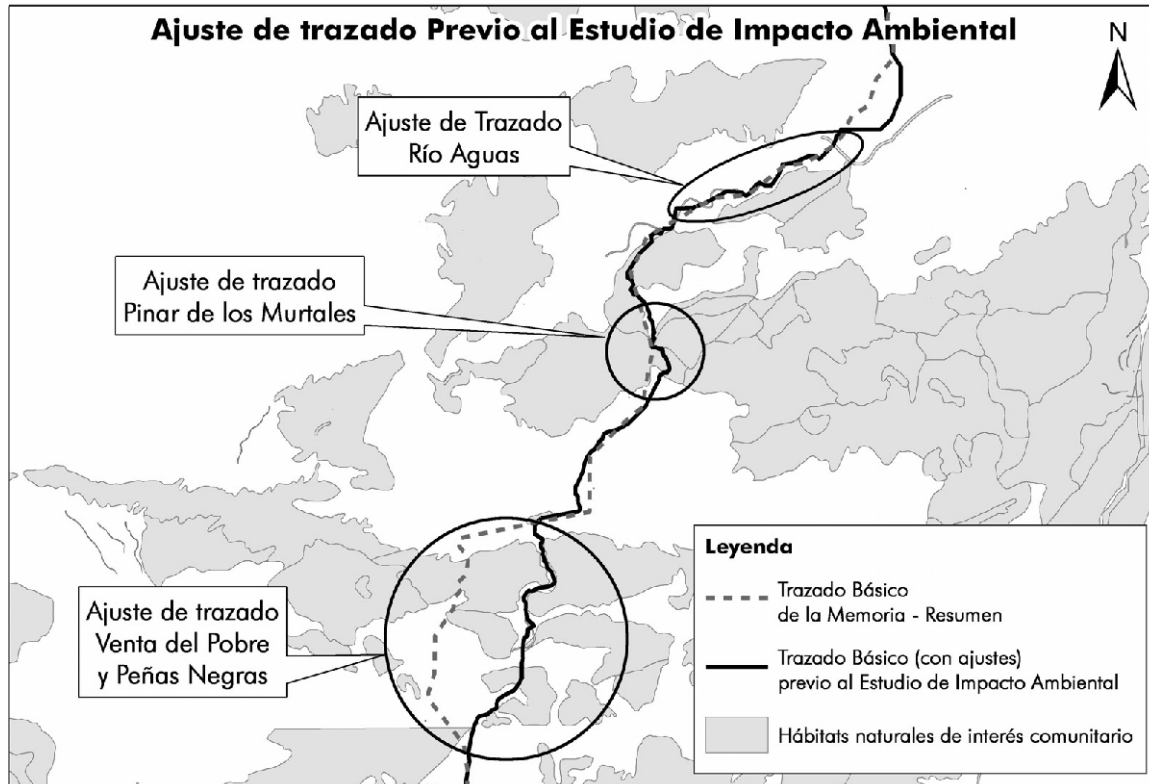 Ajuste de trazado Previo al Estudio de Impacto Ambiental
N
Ajuste de Trazado
Río Aguas
Ajuste de trazado
Pinar de los Murtales
Ajuste de trazado
Venta del Pobre
y Peñas Negras
Leyenda
Trazado Básico
de la Memoria - Resumen
Trazado Básico (con ajustes)
previo al Estudio de Impacto Ambiental
Hábitats naturales de interés comunitario